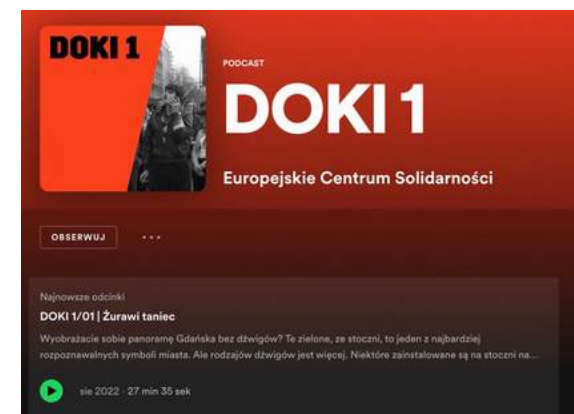 DOKI 1
PODCAST
DOKI 1
Europejskie Centrum Solidarności
OBSERWUJ
Najnowsze odcinki
DOKI 1/01 | Żurawi taniec
Wyobrażacie sobie panoramę Gdańska bez dźwigów? Te zielone, ze stoczni, to jeden z najbardziej
rozpoznawalnych symboli miasta. Ale rodzajów dźwigów jest więcej. Niektóre zainstalowane są na stoczni na...
sie 2022 · 27 min 35 sek